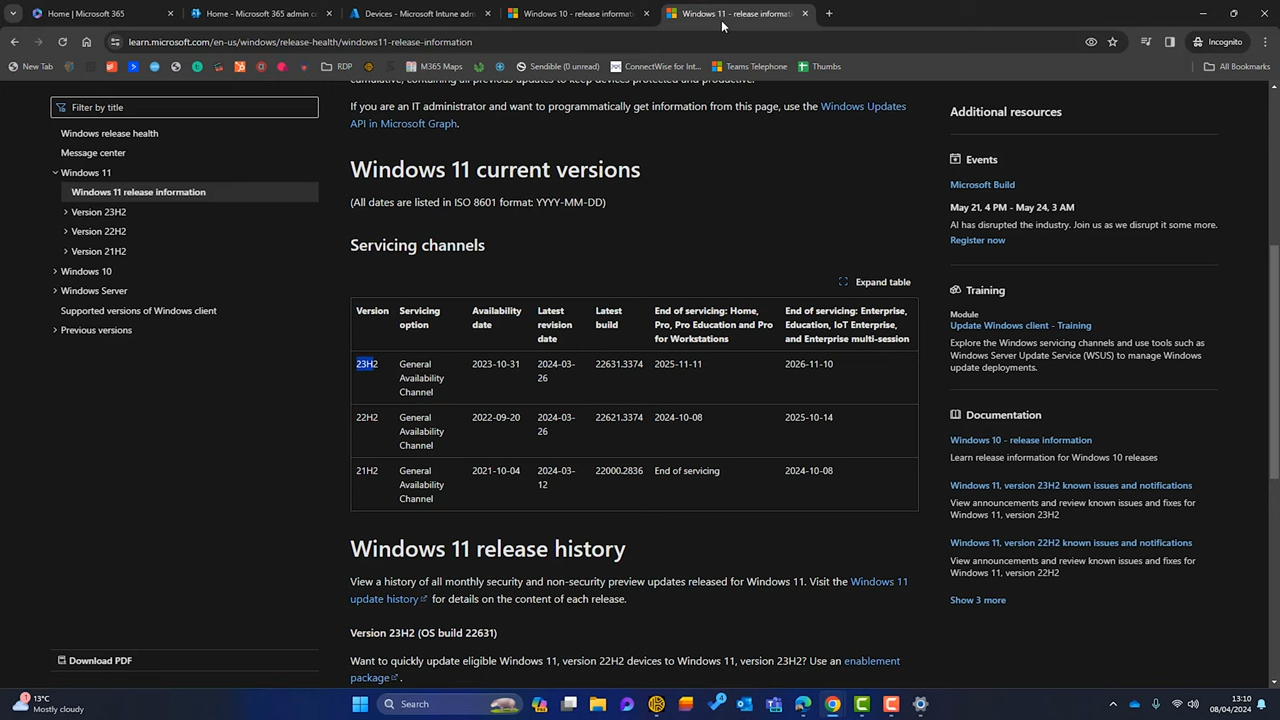 Home | Microsoft 365
Home - Microsoft 365 admin c
Devices - Microsoft Intune adm
Windows 10 - release informati
Windows 11 - release informati
learn.microsoft.com/en-us/windows/release-health/windows11-release-information
Incognito
New Tab
RDP
M365 Maps
Sendible (0 unread)
ConnectWise for Int...
Teams Telephone
Thumbs
All Bookmarks
Filter by title
Windows release health
Message center
Windows 11
Windows 11 release information
Version 23H2
Version 22H2
Version 21H2
Windows 10
Windows Server
Supported versions of Windows client
Previous versions
Download PDF
cumulative, containing all previous updates to keep devices protected and productive.
If you are an IT administrator and want to programmatically get information from this page, use the Windows Updates
API in Microsoft Graph.
Windows 11 current versions
(All dates are listed in ISO 8601 format: YYYY-MM-DD)
Servicing channels
Expand table
Version
Servicing
option
Availability
date
Latest
revision
date
Latest
build
End of servicing: Home,
Pro, Pro Education and Pro
for Workstations
End of servicing: Enterprise,
Education, IoT Enterprise,
and Enterprise multi-session
23H2
General
Availability
Channel
2023-10-31
2024-03-
26
22631.3374
2025-11-11
2026-11-10
22H2
General
Availability
Channel
2022-09-20
2024-03-
26
22621.3374
2024-10-08
2025-10-14
21H2
General
Availability
Channel
2021-10-04
2024-03-
12
22000.2836
End of servicing
2024-10-08
Windows 11 release history
View a history of all monthly security and non-security preview updates released for Windows 11. Visit the Windows 11
update history for details on the content of each release.
Version 23H2 (OS build 22631)
Want to quickly update eligible Windows 11, version 22H2 devices to Windows 11, version 23H2? Use an enablement
package.
Additional resources
Events
Microsoft Build
May 21, 4 PM - May 24, 3 AM
AI has disrupted the industry. Join us as we disrupt it some more.
Register now
Training
Module
Update Windows client - Training
Explore the Windows servicing channels and use tools such as
Windows Server Update Service (WSUS) to manage Windows
update deployments.
Documentation
Windows 10 - release information
Learn release information for Windows 10 releases
Windows 11, version 23H2 known issues and notifications
View announcements and review known issues and fixes for
Windows 11, version 23H2
Windows 11, version 22H2 known issues and notifications
View announcements and review known issues and fixes for
Windows 11, version 22H2
Show 3 more
1
13°C
Mostly cloudy
Search
4
13:10
08/04/2024